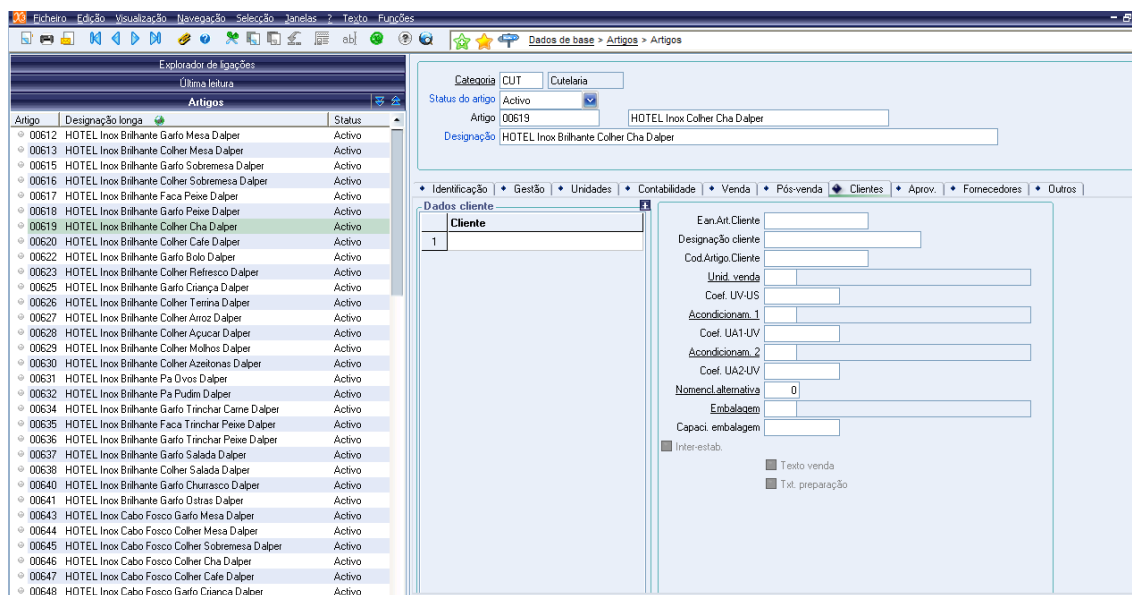 Ficheiro Edição Visualização Navegação Selecção Janelas ? Texto Funções
Dados de base > Artigos > Artigos
Explorador de ligações
Última leitura
Artigos
Artigo Designação longa Status
00612 HOTEL Inox Brilhante Garfo Mesa Dalper Activo
00613 HOTEL Inox Brilhante Colher Mesa Dalper Activo
00615 HOTEL Inox Brilhante Garfo Sobremesa Dalper Activo
00616 HOTEL Inox Brilhante Colher Sobremesa Dalper Activo
00617 HOTEL Inox Brilhante Faca Peixe Dalper Activo
00618 HOTEL Inox Brilhante Garfo Peixe Dalper Activo
00619 HOTEL Inox Brilhante Colher Cha Dalper Activo
00620 HOTEL Inox Brilhante Colher Cafe Dalper Activo
00622 HOTEL Inox Brilhante Garfo Bolo Dalper Activo
00623 HOTEL Inox Brilhante Colher Refresco Dalper Activo
00625 HOTEL Inox Brilhante Garfo Criança Dalper Activo
00626 HOTEL Inox Brilhante Colher Terrina Dalper Activo
00627 HOTEL Inox Brilhante Colher Arroz Dalper Activo
00628 HOTEL Inox Brilhante Colher Açucar Dalper Activo
00629 HOTEL Inox Brilhante Colher Molhos Dalper Activo
00630 HOTEL Inox Brilhante Colher Azeitonas Dalper Activo
00631 HOTEL Inox Brilhante Pa Ovos Dalper Activo
00632 HOTEL Inox Brilhante Pa Pudim Dalper Activo
00634 HOTEL Inox Brilhante Garfo Trinchar Carne Dalper Activo
00635 HOTEL Inox Brilhante Faca Trinchar Peixe Dalper Activo
00636 HOTEL Inox Brilhante Garfo Trinchar Peixe Dalper Activo
00637 HOTEL Inox Brilhante Garfo Salada Dalper Activo
00638 HOTEL Inox Brilhante Colher Salada Dalper Activo
00640 HOTEL Inox Brilhante Garfo Churrasco Dalper Activo
00641 HOTEL Inox Brilhante Garfo Ostras Dalper Activo
00643 HOTEL Inox Cabo Fosco Garfo Mesa Dalper Activo
00644 HOTEL Inox Cabo Fosco Colher Mesa Dalper Activo
00645 HOTEL Inox Cabo Fosco Colher Sobremesa Dalper Activo
00646 HOTEL Inox Cabo Fosco Colher Cha Dalper Activo
00647 HOTEL Inox Cabo Fosco Colher Cafe Dalper Activo
00648 HOTEL Inox Cabo Fosco Garfo Criança Dalper Activo
Categoria CUT Cutelaria
Status do artigo Activo
Artigo 00619 HOTEL Inox Colher Cha Dalper
Designação HOTEL Inox Brilhante Colher Cha Dalper
Identificação Gestão Unidades Contabilidade Venda Pós-venda Clientes Aprov. Fornecedores Outros
Dados cliente
Cliente
1
Ean.Art.Cliente
Designação cliente
Cod.Artigo.Cliente
Unid. venda
Coef. UV-US
Acondicionam. 1
Coef. UA1-UV
Acondicionam. 2
Coef. UA2-UV
Nomencl.alternativa 0
Embalagem
Capaci. embalagem
Inter-estab.
Texto venda
Txt. preparação